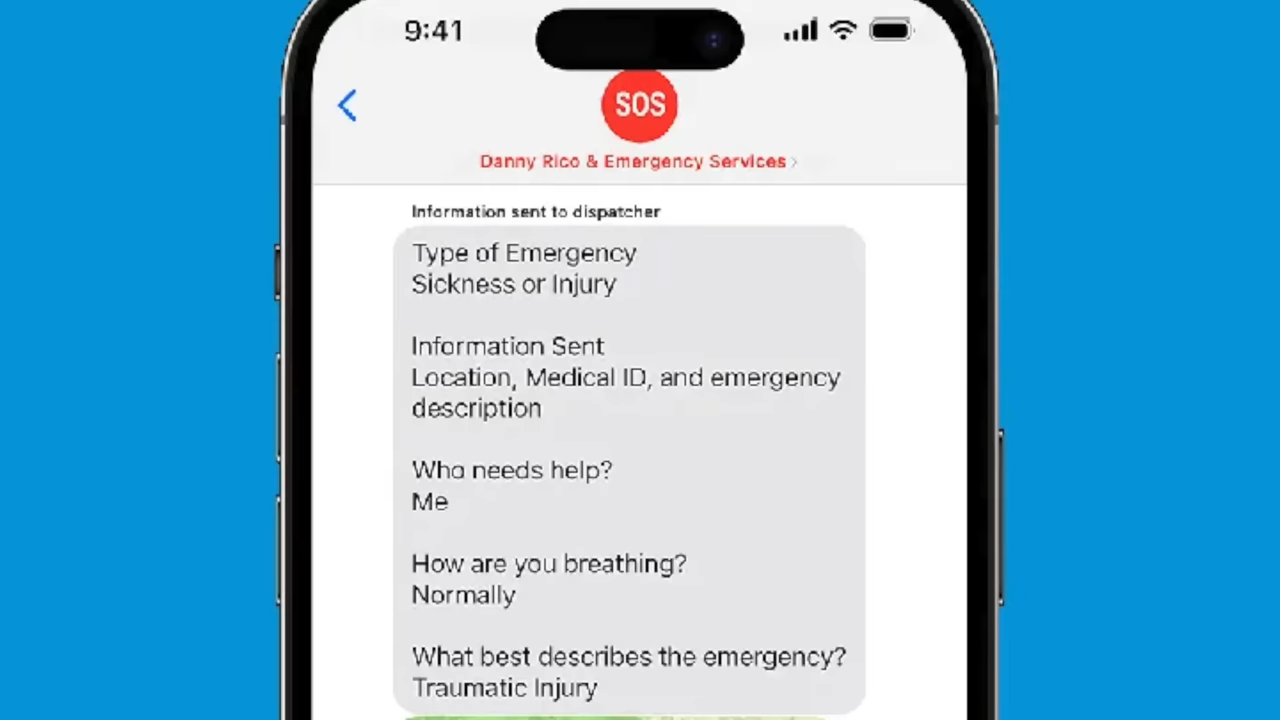 9:41
SOS
Danny Rico & Emergency Services
Information sent to dispatcher
Type of Emergency
Sickness or Injury
Information Sent
Location, Medical ID, and emergency
description
Who needs help?
Me
How are you breathing?
Normally
What best describes the emergency?
Traumatic Injury